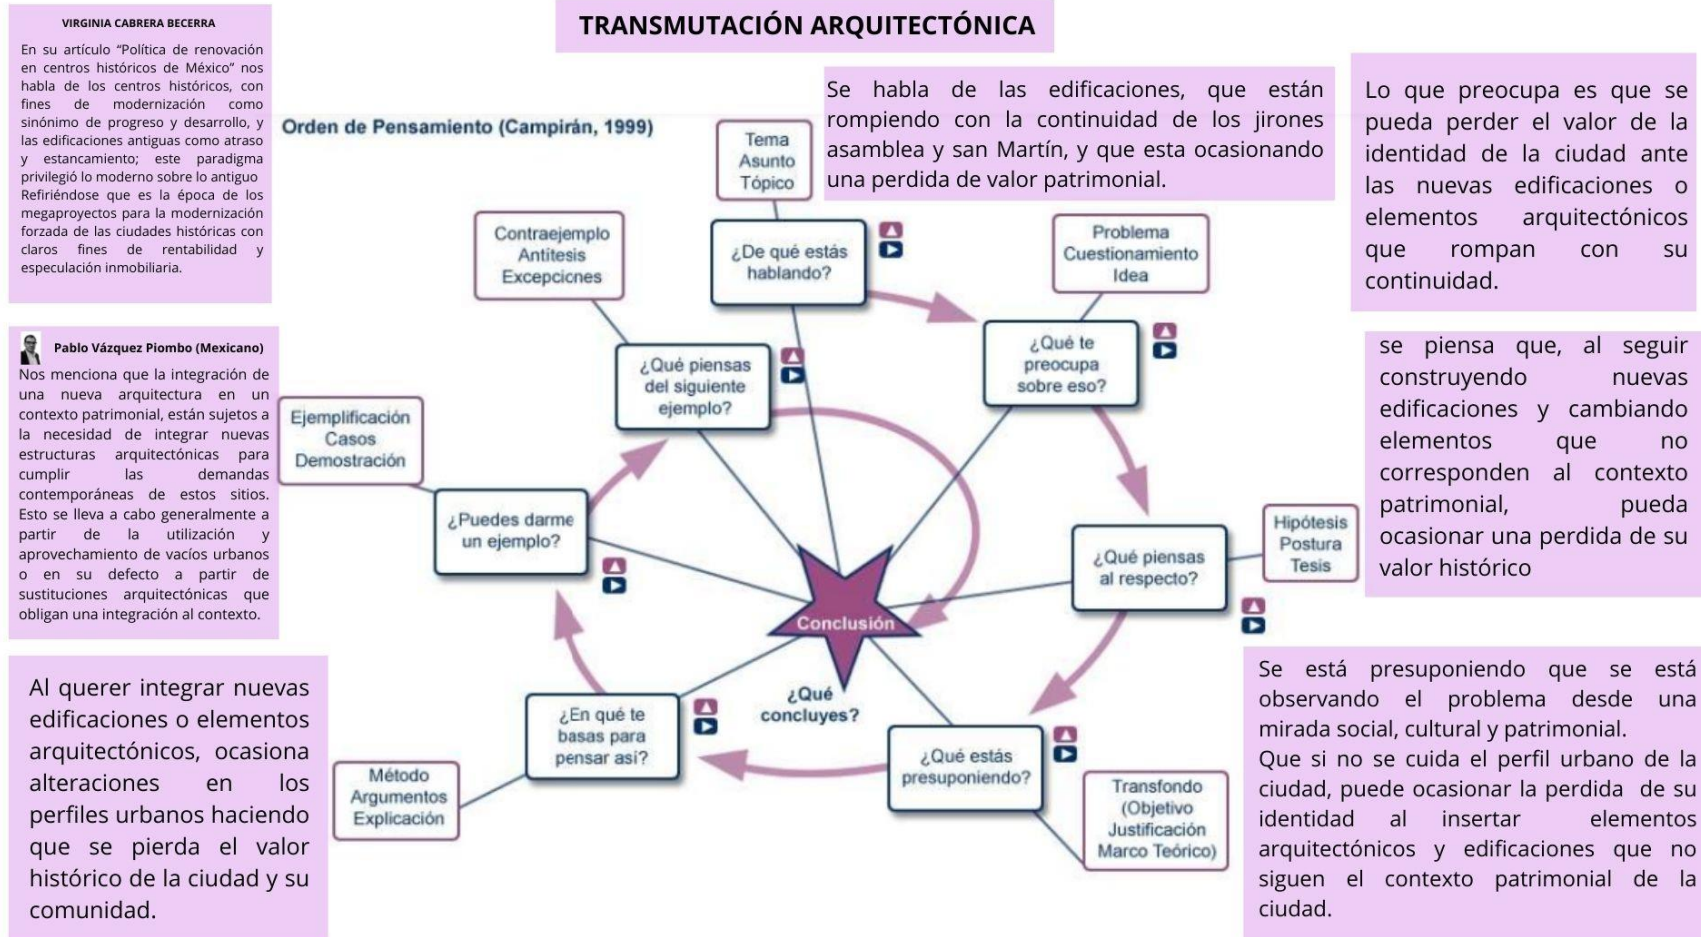 TRANSMUTACIÓN ARQUITECTÓNICA
VIRGINIA CABRERA BECERRA
En su artículo “Política de renovación
en centros históricos de México” nos
habla de los centros históricos, con
fines de modernización como
sinónimo de progreso y desarrollo, y
las edificaciones antiguas como atraso
y estancamiento; este paradigma
privilegió lo moderno sobre lo antiguo
Refiriéndose que es la época de los
megaproyectos para la modernización
forzada de las ciudades históricas con
claros fines de rentabilidad y
especulación inmobiliaria.
Orden de Pensamiento (Campirán, 1999)
Tema
Asunto
Tópico
Se habla de las edificaciones, que están
rompiendo con la continuidad de los jirones
asamblea y san Martín, y que esta ocasionando
una perdida de valor patrimonial.
Lo que preocupa es que se
pueda perder el valor de la
identidad de la ciudad ante
las nuevas edificaciones o
elementos arquitectónicos
que rompan con su
continuidad.
Contraejemplo
Antítesis
Excepciones
¿De qué estás
hablando?
Problema
Cuestionamiento
Idea
¿Qué piensas
del siguiente
ejemplo?
¿Qué te
preocupa
sobre eso?
Pablo Vázquez Piombo (Mexicano)
Nos menciona que la integración de
una nueva arquitectura en un
contexto patrimonial, están sujetos a
la necesidad de integrar nuevas
estructuras arquitectónicas para
cumplir las demandas
contemporáneas de estos sitios.
Esto se lleva a cabo generalmente a
partir de la utilización y
aprovechamiento de vacíos urbanos
o en su defecto a partir de
sustituciones arquitectónicas que
obligan una integración al contexto.
se piensa que, al seguir
construyendo nuevas
edificaciones y cambiando
elementos que no
corresponden al contexto
patrimonial, pueda
ocasionar una perdida de su
valor histórico
Ejemplificación
Casos
Demostración
¿Puedes darme
un ejemplo?
Hipótesis
Postura
Tesis
¿Qué piensas
al respecto?
Conclusión
¿Qué
concluyes?
Al querer integrar nuevas
edificaciones o elementos
arquitectónicos, ocasiona
alteraciones en los
perfiles urbanos haciendo
que se pierda el valor
histórico de la ciudad y su
comunidad.
¿En qué te
basas para
pensar así?
Método
Argumentos
Explicación
¿Qué estás
presuponiendo?
Transfondo
(Objetivo
Justificación
Marco Teórico)
Se está presuponiendo que se está
observando el problema desde una
mirada social, cultural y patrimonial.
Que si no se cuida el perfil urbano de la
ciudad, puede ocasionar la perdida de su
identidad al insertar elementos
arquitectónicos y edificaciones que no
siguen el contexto patrimonial de la
ciudad.